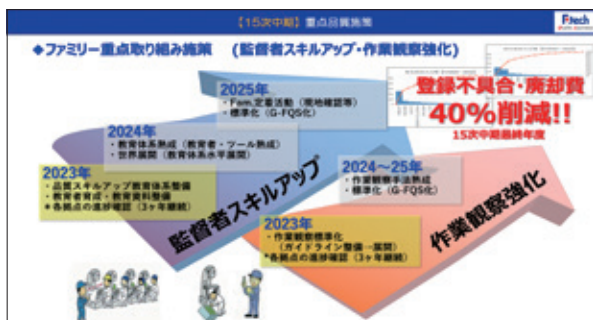 【15次中期】重点品質施策
F-tech
◆ファミリー重点取り組み施策 (監督者スキルアップ・作業観察強化)
登録不具合・廃却費
40%削減!!
15次中期最終年度
2025年
・Fam.定着活動(現地確認等)
・標準化(G-FQS化)
2024年
・教育体系熟成(教育者・ツール熟成)
・世界展開(教育体系水平展開)
2023年
・品質スキルアップ教育体系整備
・教育者育成・教育資料整備
*各拠点の進捗確認(3ヶ年継続)
監督者スキルアップ
2024~25年
・作業観察手法熟成
・標準化(G-FQS化)
2023年
・作業観察標準化
(ガイドライン整備→展開)
*各拠点の進捗確認(3ヶ年継続)
作業観察強化